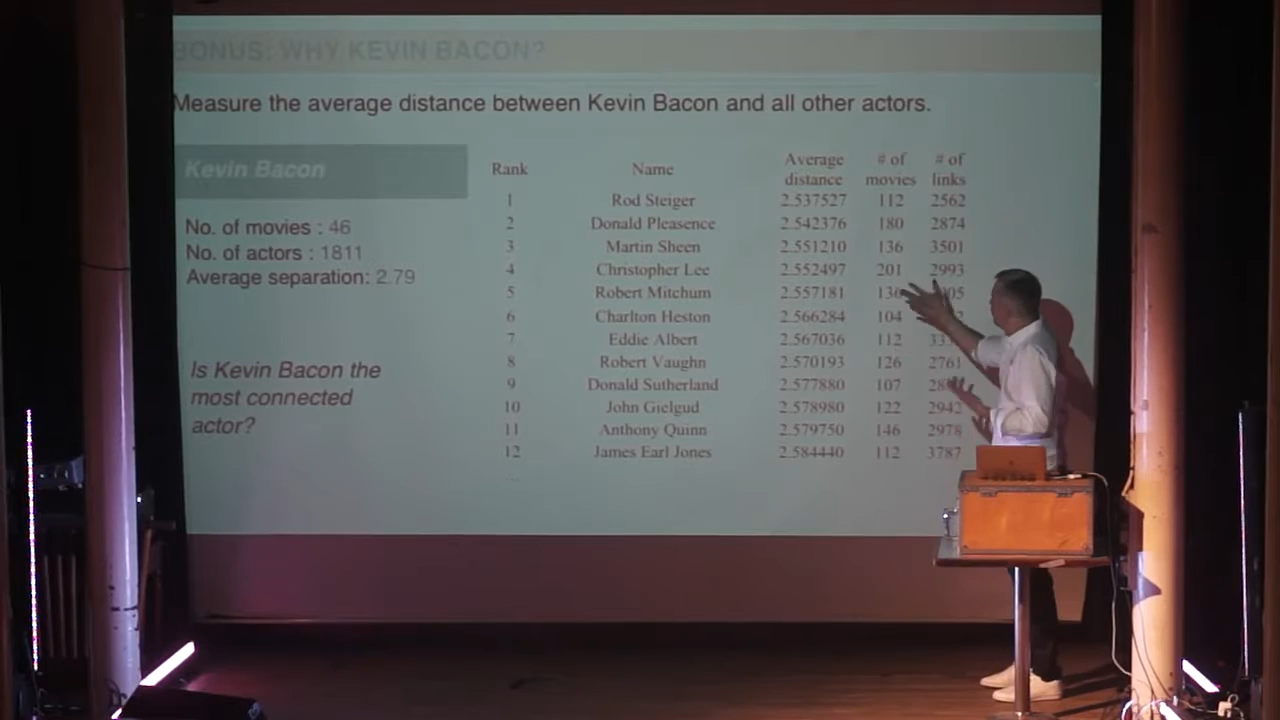 BONUS: WHY KEVIN BACON?
Measure the average distance between Kevin Bacon and all other actors.
Kevin Bacon
No. of movies : 46
No. of actors : 1811
Average separation: 2.79
Is Kevin Bacon the
most connected
actor?
Rank Name Average distance # of movies # of links
1 Rod Steiger 2.537527 112 2562
2 Donald Pleasence 2.542376 180 2874
3 Martin Sheen 2.551210 136 3501
4 Christopher Lee 2.552497 201 2993
5 Robert Mitchum 2.557181 136
6 Charlton Heston 2.566284 104
7 Eddie Albert 2.567036 112
8 Robert Vaughn 2.570193 126 2761
9 Donald Sutherland 2.577880 107
10 John Gielgud 2.578980 122 2942
11 Anthony Quinn 2.579750 146 2978
12 James Earl Jones 2.584440 112 3787
...